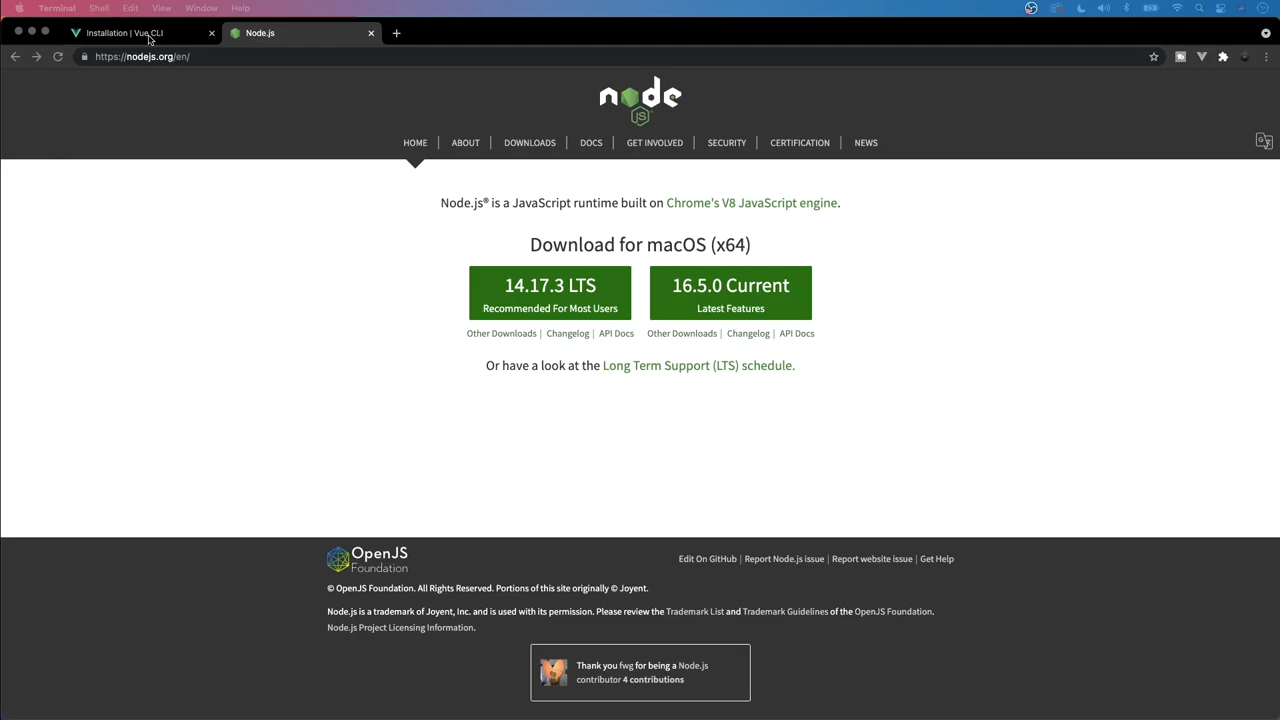 Terminal Shell Edit View Window Help
Installation | Vue CLI
Node.js
https://nodejs.org/en/
node
JS
HOME | ABOUT | DOWNLOADS | DOCS | GET INVOLVED | SECURITY | CERTIFICATION | NEWS
Node.js® is a JavaScript runtime built on Chrome's V8 JavaScript engine.
Download for macOS (x64)
14.17.3 LTS
Recommended For Most Users
16.5.0 Current
Latest Features
Other Downloads | Changelog | API Docs
Other Downloads | Changelog | API Docs
Or have a look at the Long Term Support (LTS) schedule.
OpenJS
Foundation
Edit On GitHub | Report Node.js issue | Report website issue | Get Help
© OpenJS Foundation. All Rights Reserved. Portions of this site originally © Joyent.
Node.js is a trademark of Joyent, Inc. and is used with its permission. Please review the Trademark List and Trademark Guidelines of the OpenJS Foundation.
Node.js Project Licensing Information.
Thank you fwg for being a Node.js
contributor 4 contributions